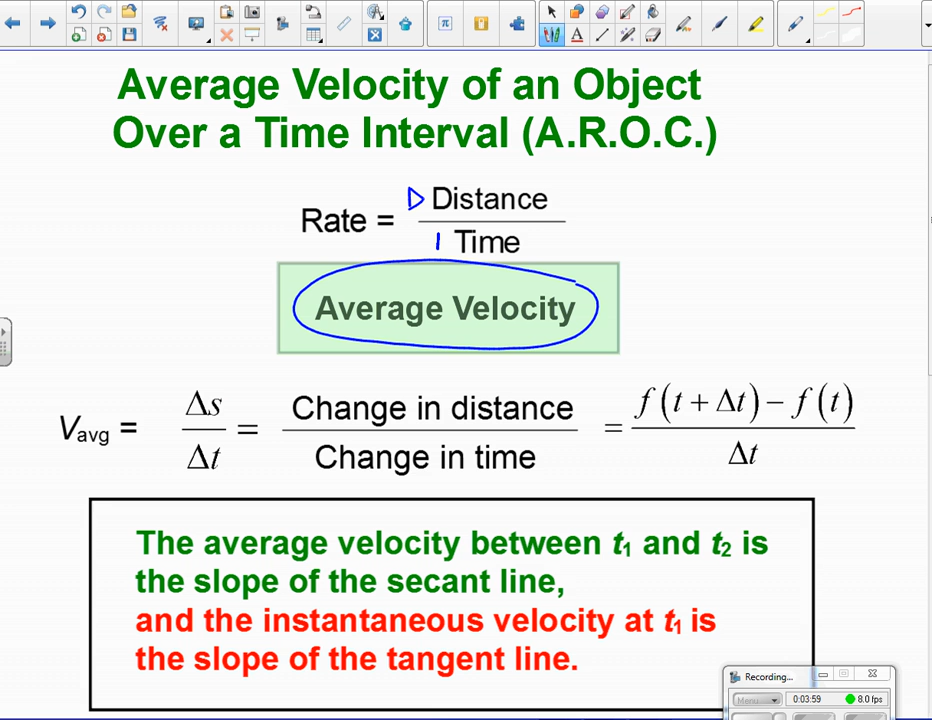 Average Velocity of an Object
Over a Time Interval (A.R.O.C.)
Rate = Distance / Time
Average Velocity
Vavg = Δs / Δt = Change in distance / Change in time = f(t + Δt) − f(t) / Δt
The average velocity between t1 and t2 is
the slope of the secant line,
and the instantaneous velocity at t1 is
the slope of the tangent line.
Recording...
Menu
0:03:59
8.0 fps